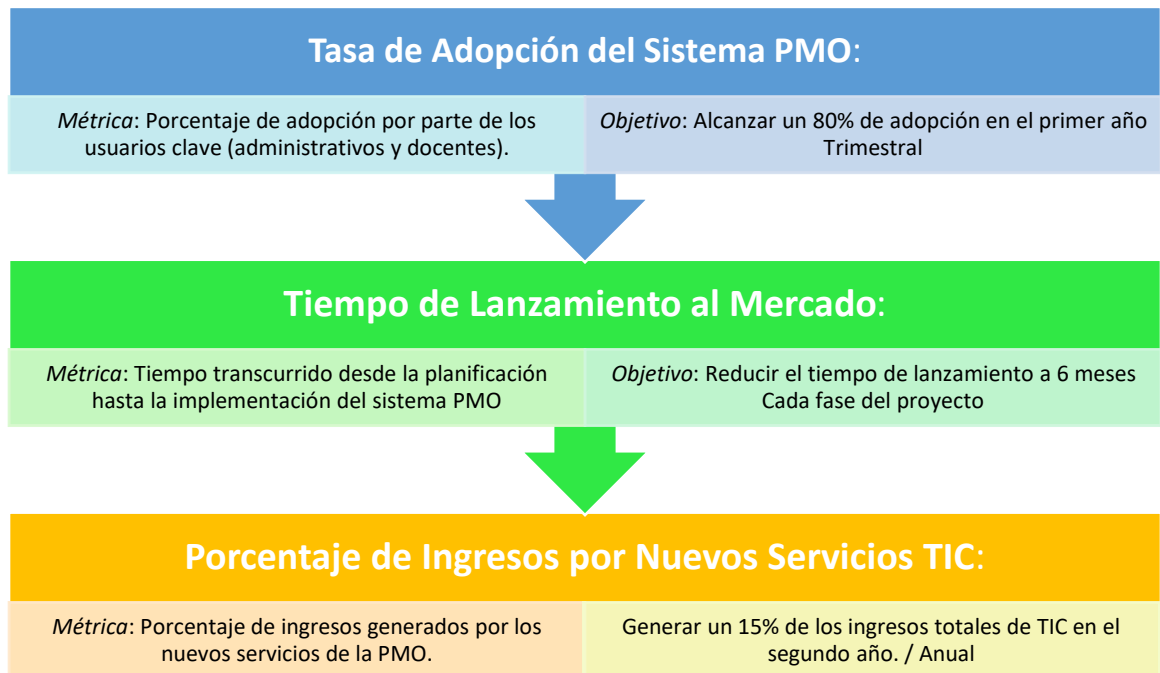 Tasa de Adopción del Sistema PMO:
Métrica: Porcentaje de adopción por parte de los
usuarios clave (administrativos y docentes).
Objetivo: Alcanzar un 80% de adopción en el primer año
Trimestral
Tiempo de Lanzamiento al Mercado:
Métrica: Tiempo transcurrido desde la planificación
hasta la implementación del sistema PMO
Objetivo: Reducir el tiempo de lanzamiento a 6 meses
Cada fase del proyecto
Porcentaje de Ingresos por Nuevos Servicios TIC:
Métrica: Porcentaje de ingresos generados por los
nuevos servicios de la PMO.
Generar un 15% de los ingresos totales de TIC en el
segundo año. / Anual